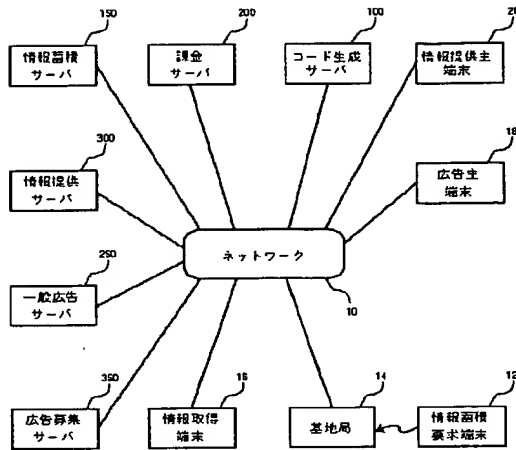 150
200
100
20
情報蓄積
サーバ
課金
サーバ
コード生成
サーバ
情報提供主
端末
300
18
情報提供
サーバ
広告主
端末
ネットワーク
250
10
一般広告
サーバ
350
16
14
12
広告募集
サーバ
情報取得
端末
基地局
情報蓄積
要求端末